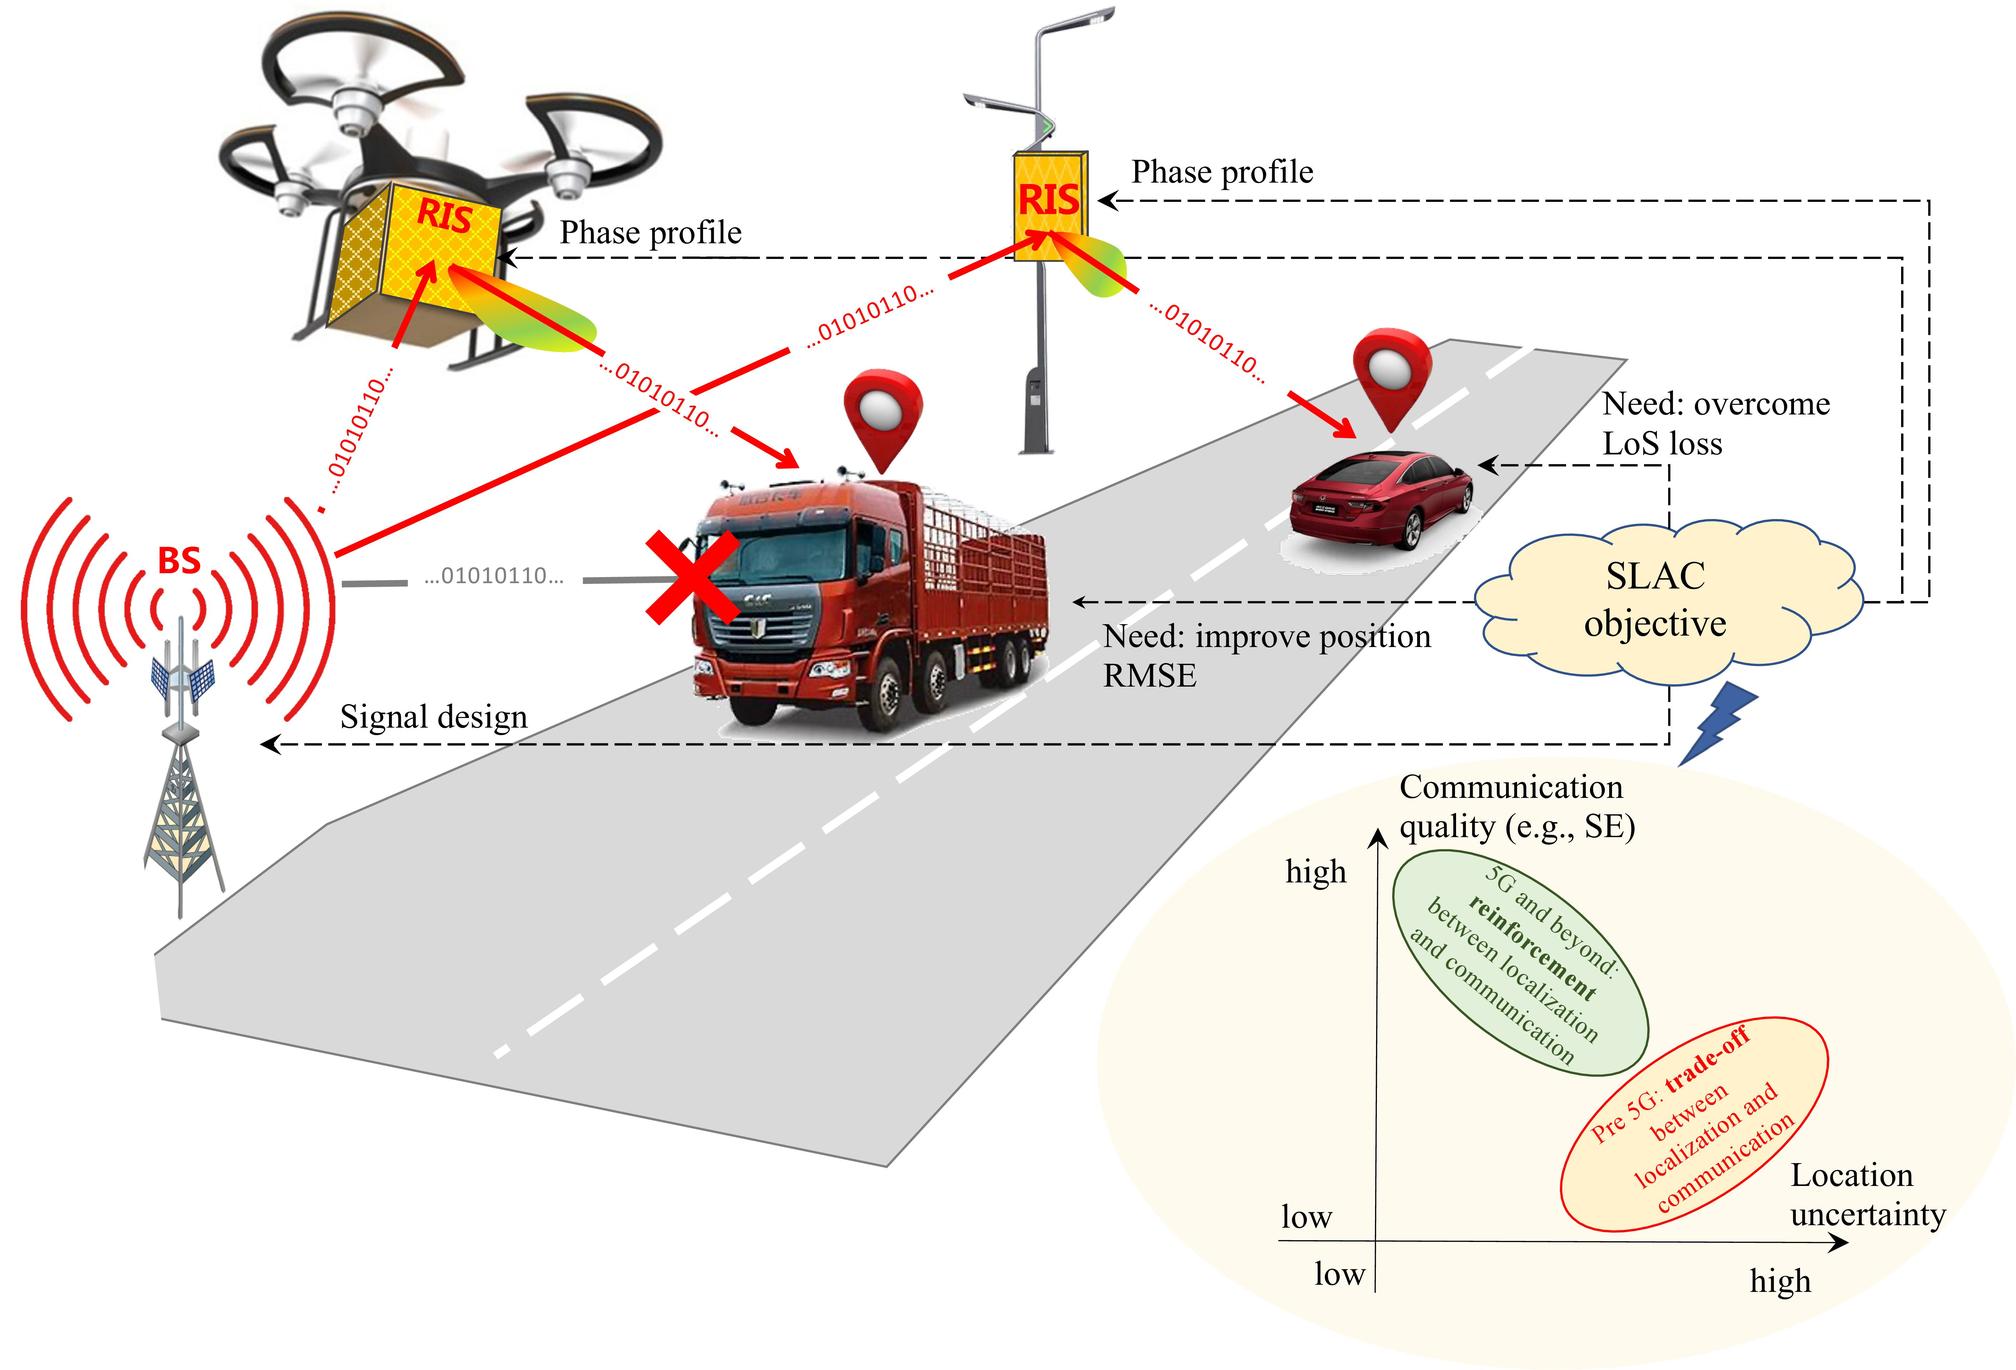 RIS
RIS
Phase profile
Phase profile
...01010110...
...01010110...
...01010110...
...01010110...
BS
...01010110...
Need: overcome
LoS loss
SLAC
objective
Need: improve position
RMSE
Signal design
Communication
quality (e.g., SE)
high
5G and beyond:
reinforcement
between localization
and communication
Pre 5G: trade-off
between
localization and
communication
Location
uncertainty
low
low
high